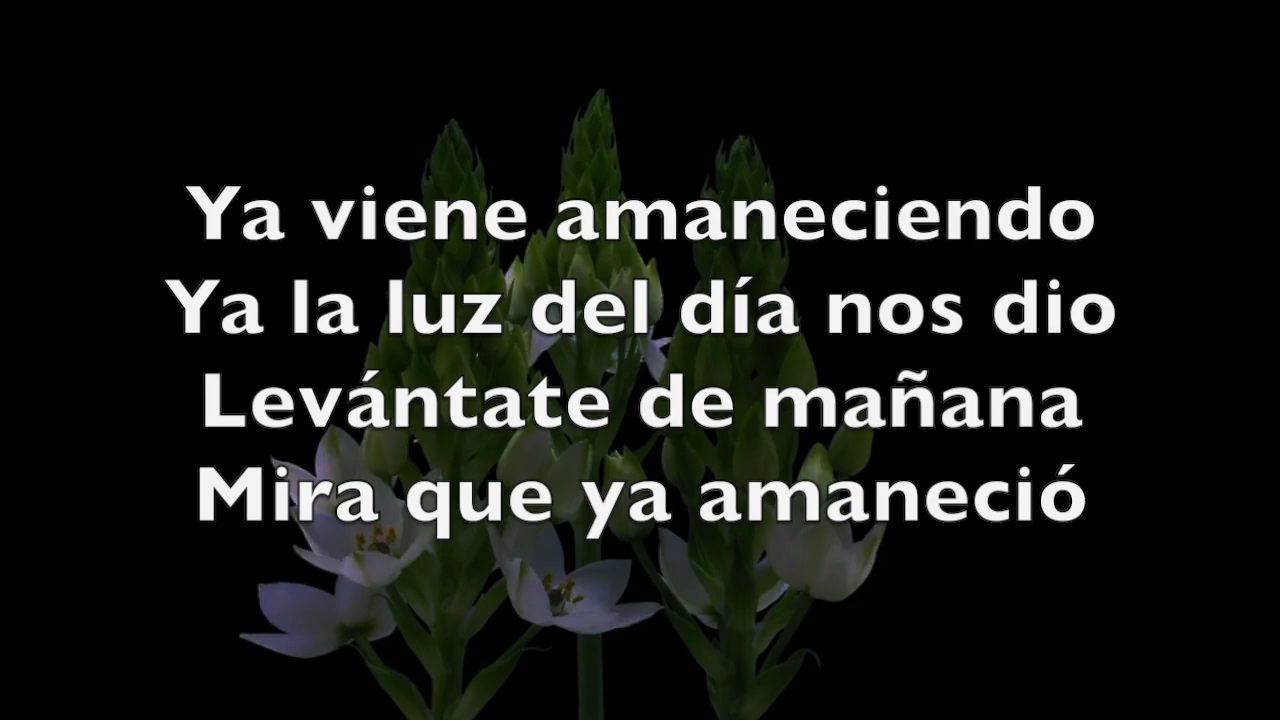 Ya viene amaneciendo
Ya la luz del día nos dio
Levántate de mañana
Mira que ya amaneció